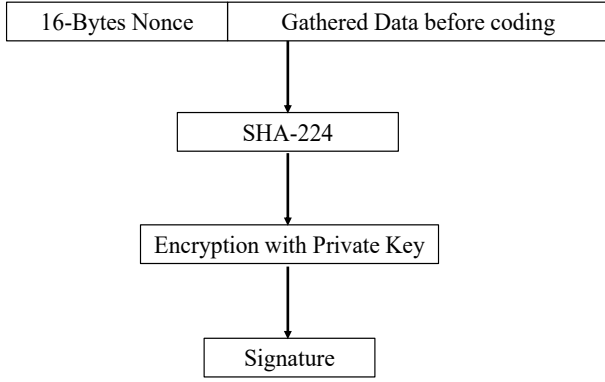 16-Bytes Nonce
Gathered Data before coding
SHA-224
Encryption with Private Key
Signature